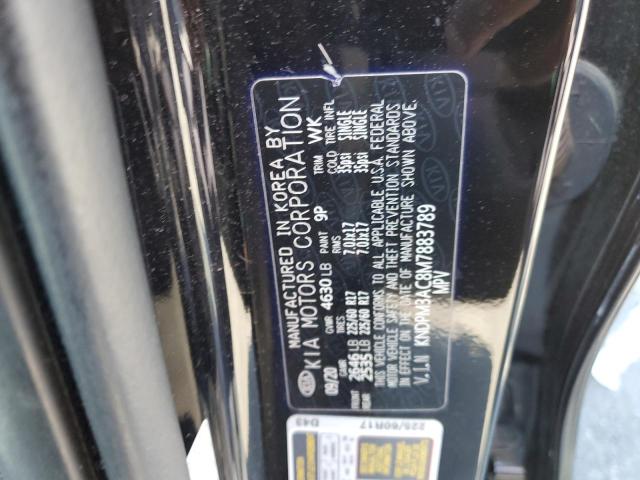 MANUFACTURED IN KOREA BY
KIA MOTORS CORPORATION
KIA
09/20 GVWR 4630 LB PAINT 9P TRIM WK
TIRES RIMS COLD TIRE INFL
FRONT 2646 LB 225/60 R17 7.0Jx17 35psi SINGLE
REAR 2535 LB 225/60 R17 7.0Jx17 35psi SINGLE
THIS VEHICLE CONFORMS TO ALL APPLICABLE U.S.A. FEDERAL
MOTOR VEHICLE SAFETY AND THEFT PREVENTION STANDARDS
IN EFFECT ON THE DATE OF MANUFACTURE SHOWN ABOVE.
V.I.N KNDPM3AC8M7883789
MPV
D43
225/60R17